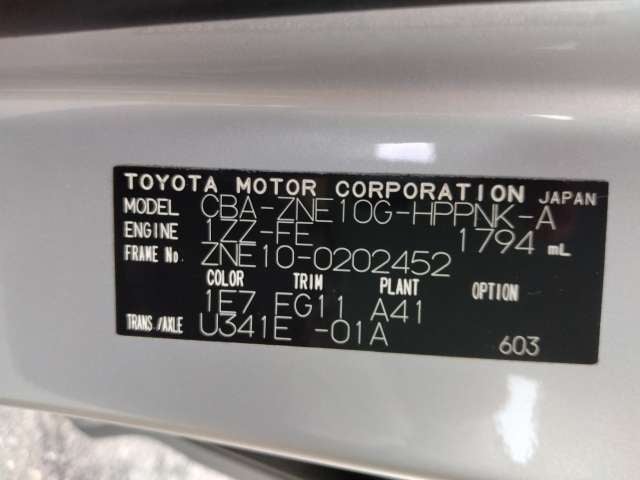 TOYOTA MOTOR CORPORATION JAPAN
MODEL CBA-ZNE10G-HPPNK-A
ENGINE 1ZZ-FE 1794 mL
FRAME No. ZNE10-0202452
COLOR TRIM PLANT OPTION
1E7 FG11 A41
TRANS./AXLE U341E -01A 603